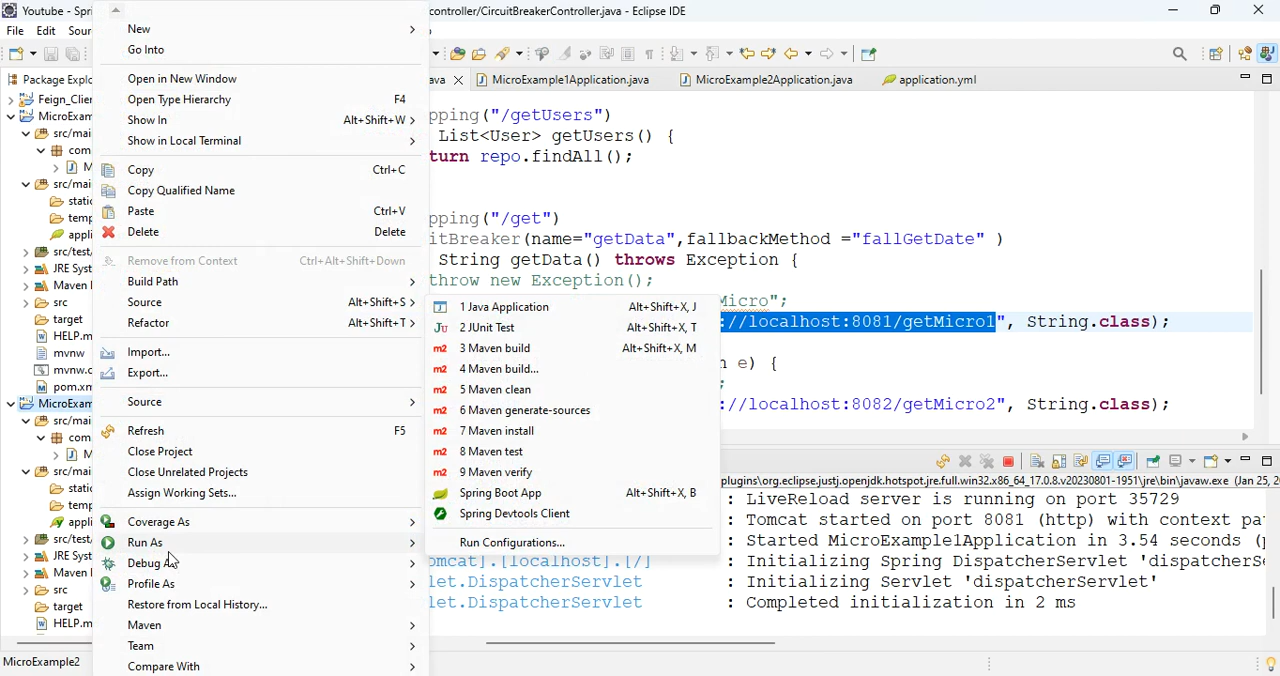 Youtube - Spri
controller/CircuitBreakerController.java - Eclipse IDE
File Edit Sour
Package Explo
ava
MicroExample1Application.java
MicroExample2Application.java
application.yml
Feign_Clie
MicroExam
src/mai
com
M
src/mai
static
temp
appli
src/test/
JRE Syst
Maven
src
target
HELP.m
mvnw
mvnw.c
pom.xm
MicroExam
src/mai
com
M
src/mai
static
temp
appli
src/test/
JRE Syst
Maven
src
target
HELP.m
MicroExample2
New
Go Into
Open in New Window
Open Type Hierarchy F4
Show In Alt+Shift+W
Show in Local Terminal
Copy Ctrl+C
Copy Qualified Name
Paste Ctrl+V
Delete Delete
Remove from Context Ctrl+Alt+Shift+Down
Build Path
Source Alt+Shift+S
Refactor Alt+Shift+T
Import...
Export...
Source
Refresh F5
Close Project
Close Unrelated Projects
Assign Working Sets...
Coverage As
Run As
Debug As
Profile As
Restore from Local History...
Maven
Team
Compare With
1 Java Application Alt+Shift+X, J
2 JUnit Test Alt+Shift+X, T
3 Maven build Alt+Shift+X, M
4 Maven build...
5 Maven clean
6 Maven generate-sources
7 Maven install
8 Maven test
9 Maven verify
Spring Boot App Alt+Shift+X, B
Spring Devtools Client
Run Configurations...
pping("/getUsers")
List<User> getUsers() {
turn repo.findAll();
pping("/get")
itBreaker(name="getData",fallbackMethod ="fallGetDate" )
String getData() throws Exception {
throw new Exception();
Micro";
://localhost:8081/getMicro1", String.class);
n e) {
;
://localhost:8082/getMicro2", String.class);
plugins\org.eclipse.justj.openjdk.hotspot.jre.full.win32.x86_64_17.0.8.v20230801-1951\jre\bin\javaw.exe (Jan 25, 20
: LiveReload server is running on port 35729
: Tomcat started on port 8081 (http) with context pa
: Started MicroExample1Application in 3.54 seconds (
omcat].[localhost].[/] : Initializing Spring DispatcherServlet 'dispatcherSe
let.DispatcherServlet : Initializing Servlet 'dispatcherServlet'
let.DispatcherServlet : Completed initialization in 2 ms